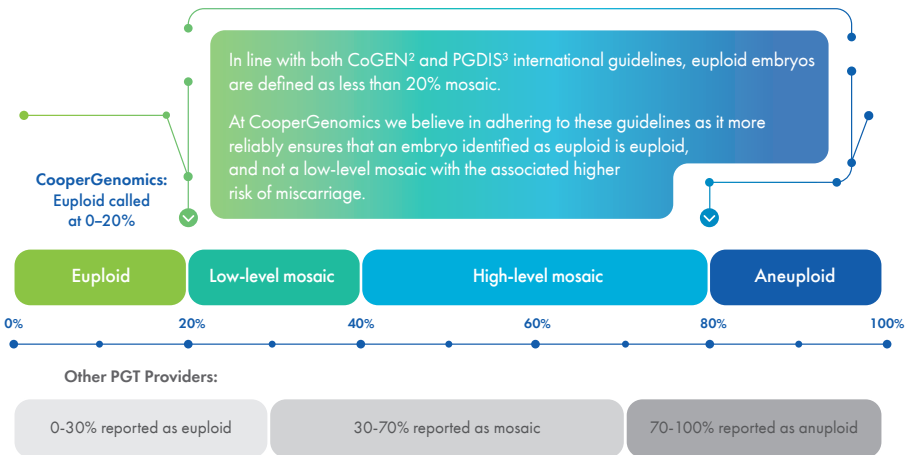 In line with both CoGEN² and PGDIS³ international guidelines, euploid embryos
are defined as less than 20% mosaic.
At CooperGenomics we believe in adhering to these guidelines as it more
reliably ensures that an embryo identified as euploid is euploid,
and not a low-level mosaic with the associated higher
risk of miscarriage.
CooperGenomics:
Euploid called
at 0–20%
Euploid
Low-level mosaic
High-level mosaic
Aneuploid
0%
20%
40%
60%
80%
100%
Other PGT Providers:
0-30% reported as euploid
30-70% reported as mosaic
70-100% reported as anuploid